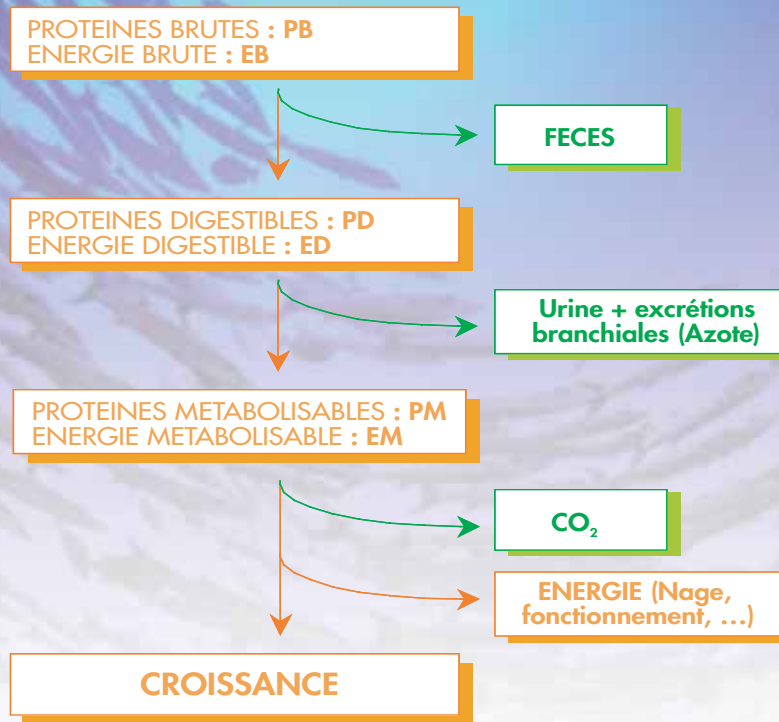 PROTEINES BRUTES : PB
ENERGIE BRUTE : EB
FECES
PROTEINES DIGESTIBLES : PD
ENERGIE DIGESTIBLE : ED
Urine + excrétions
branchiales (Azote)
PROTEINES METABOLISABLES : PM
ENERGIE METABOLISABLE : EM
CO₂
ENERGIE (Nage,
fonctionnement, ...)
CROISSANCE